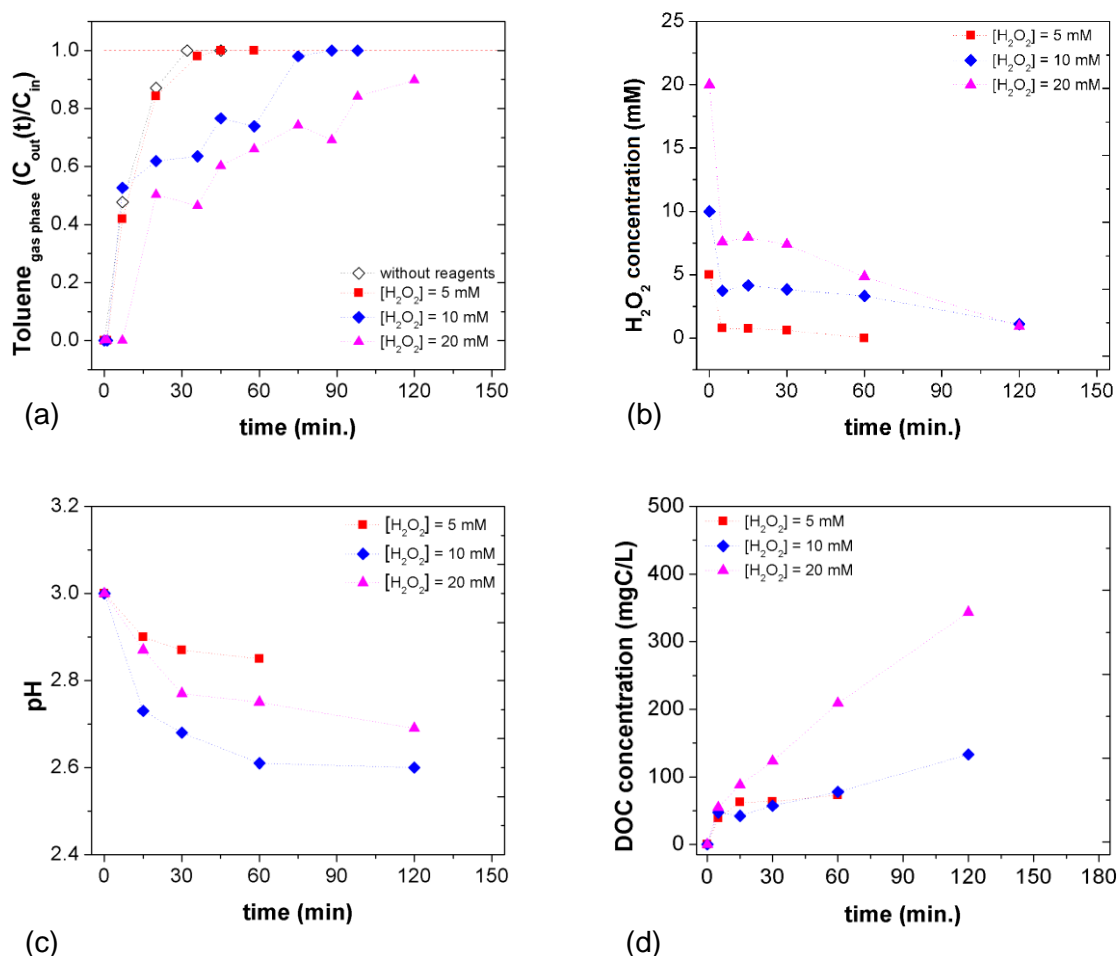 Toluene gas phase (C_out(t)/C_in)
1.0
0.8
0.6
0.4
0.2
0.0
without reagents
[H₂O₂] = 5 mM
[H₂O₂] = 10 mM
[H₂O₂] = 20 mM
0 30 60 90 120 150
time (min.)
(a)
H₂O₂ concentration (mM)
25
20
15
10
5
0
[H₂O₂] = 5 mM
[H₂O₂] = 10 mM
[H₂O₂] = 20 mM
0 30 60 90 120 150
time (min.)
(b)
pH
3.2
3.0
2.8
2.6
2.4
[H₂O₂] = 5 mM
[H₂O₂] = 10 mM
[H₂O₂] = 20 mM
0 30 60 90 120 150
time (min)
(c)
DOC concentration (mgC/L)
500
400
300
200
100
0
[H₂O₂] = 5 mM
[H₂O₂] = 10 mM
[H₂O₂] = 20 mM
0 30 60 90 120 150 180
time (min.)
(d)